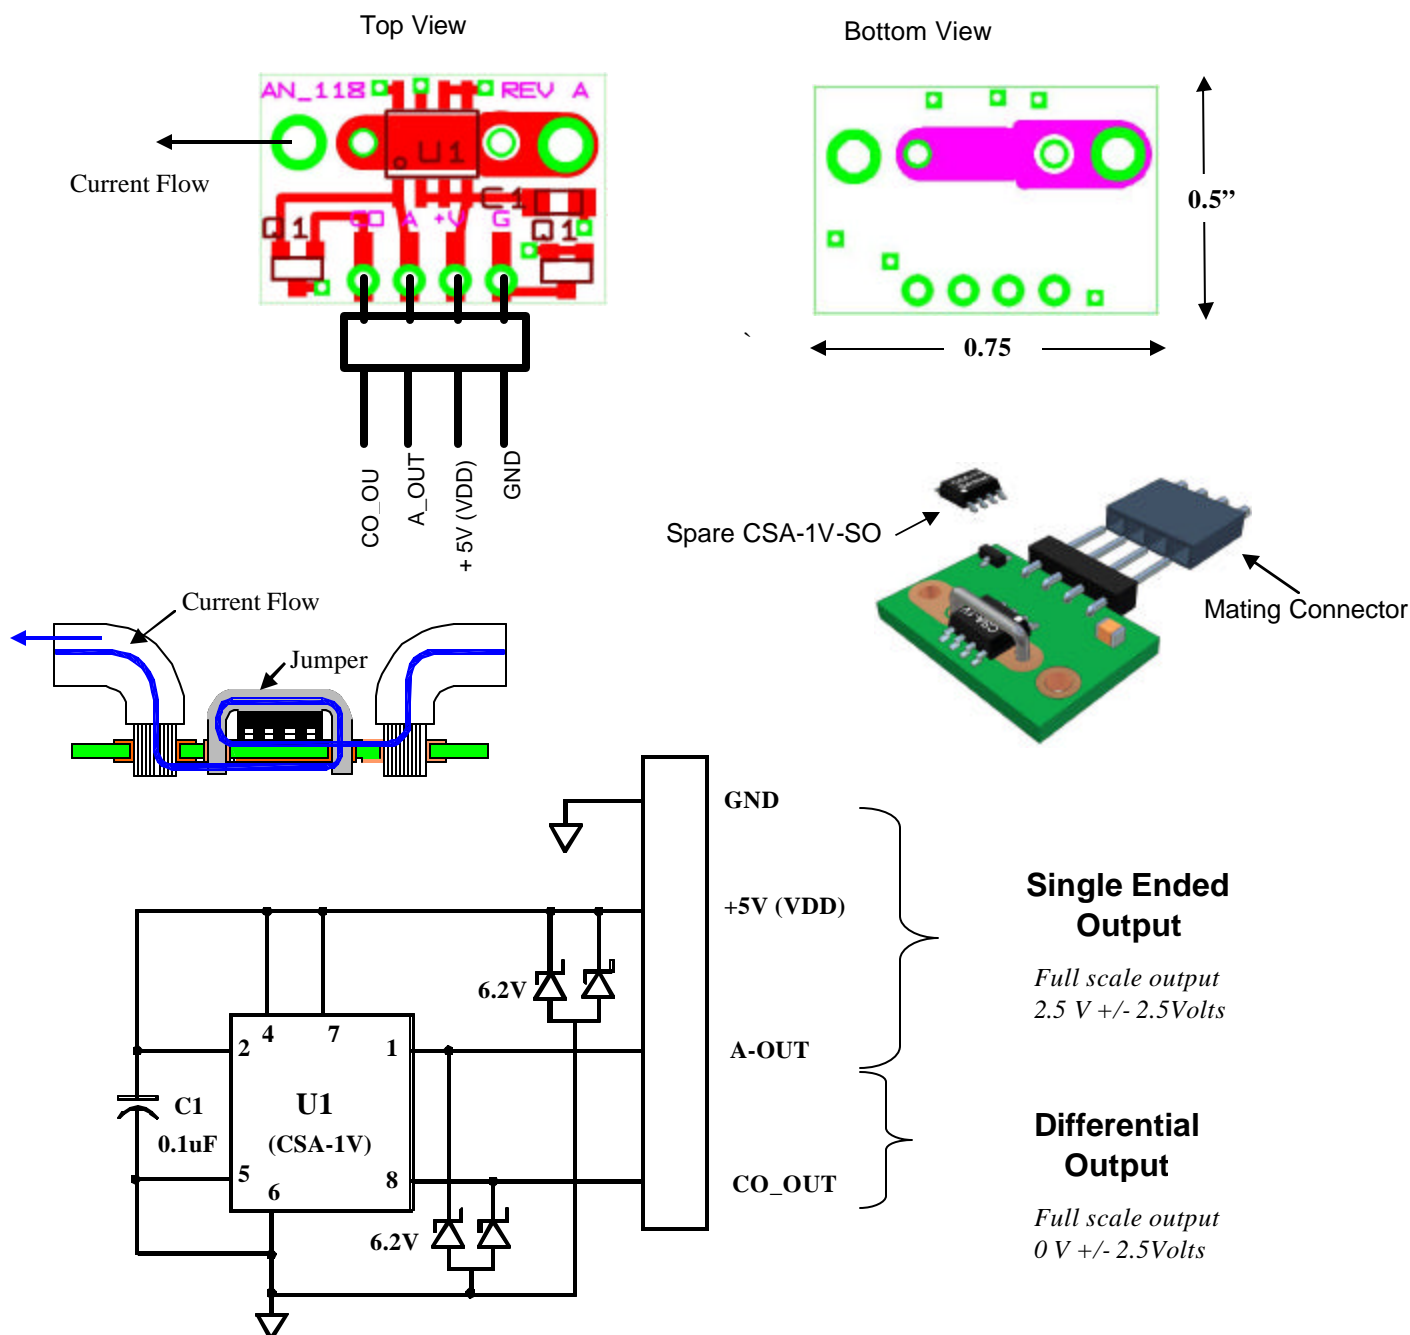 Top View
Bottom View
AN_118
REV A
U1
Current Flow
C1
CO A +V G
Q1
Q1
0.5”
0.75
`
CO_OU
A_OUT
+ 5V (VDD)
GND
Spare CSA-1V-SO
CSA-1V
Mating Connector
Current Flow
Jumper
GND
+5V (VDD)
6.2V
4
7
2
1
A-OUT
C1
0.1uF
U1
(CSA-1V)
5
6
8
CO_OUT
6.2V
Single Ended
Output
Full scale output
2.5 V +/- 2.5Volts
Differential
Output
Full scale output
0 V +/- 2.5Volts